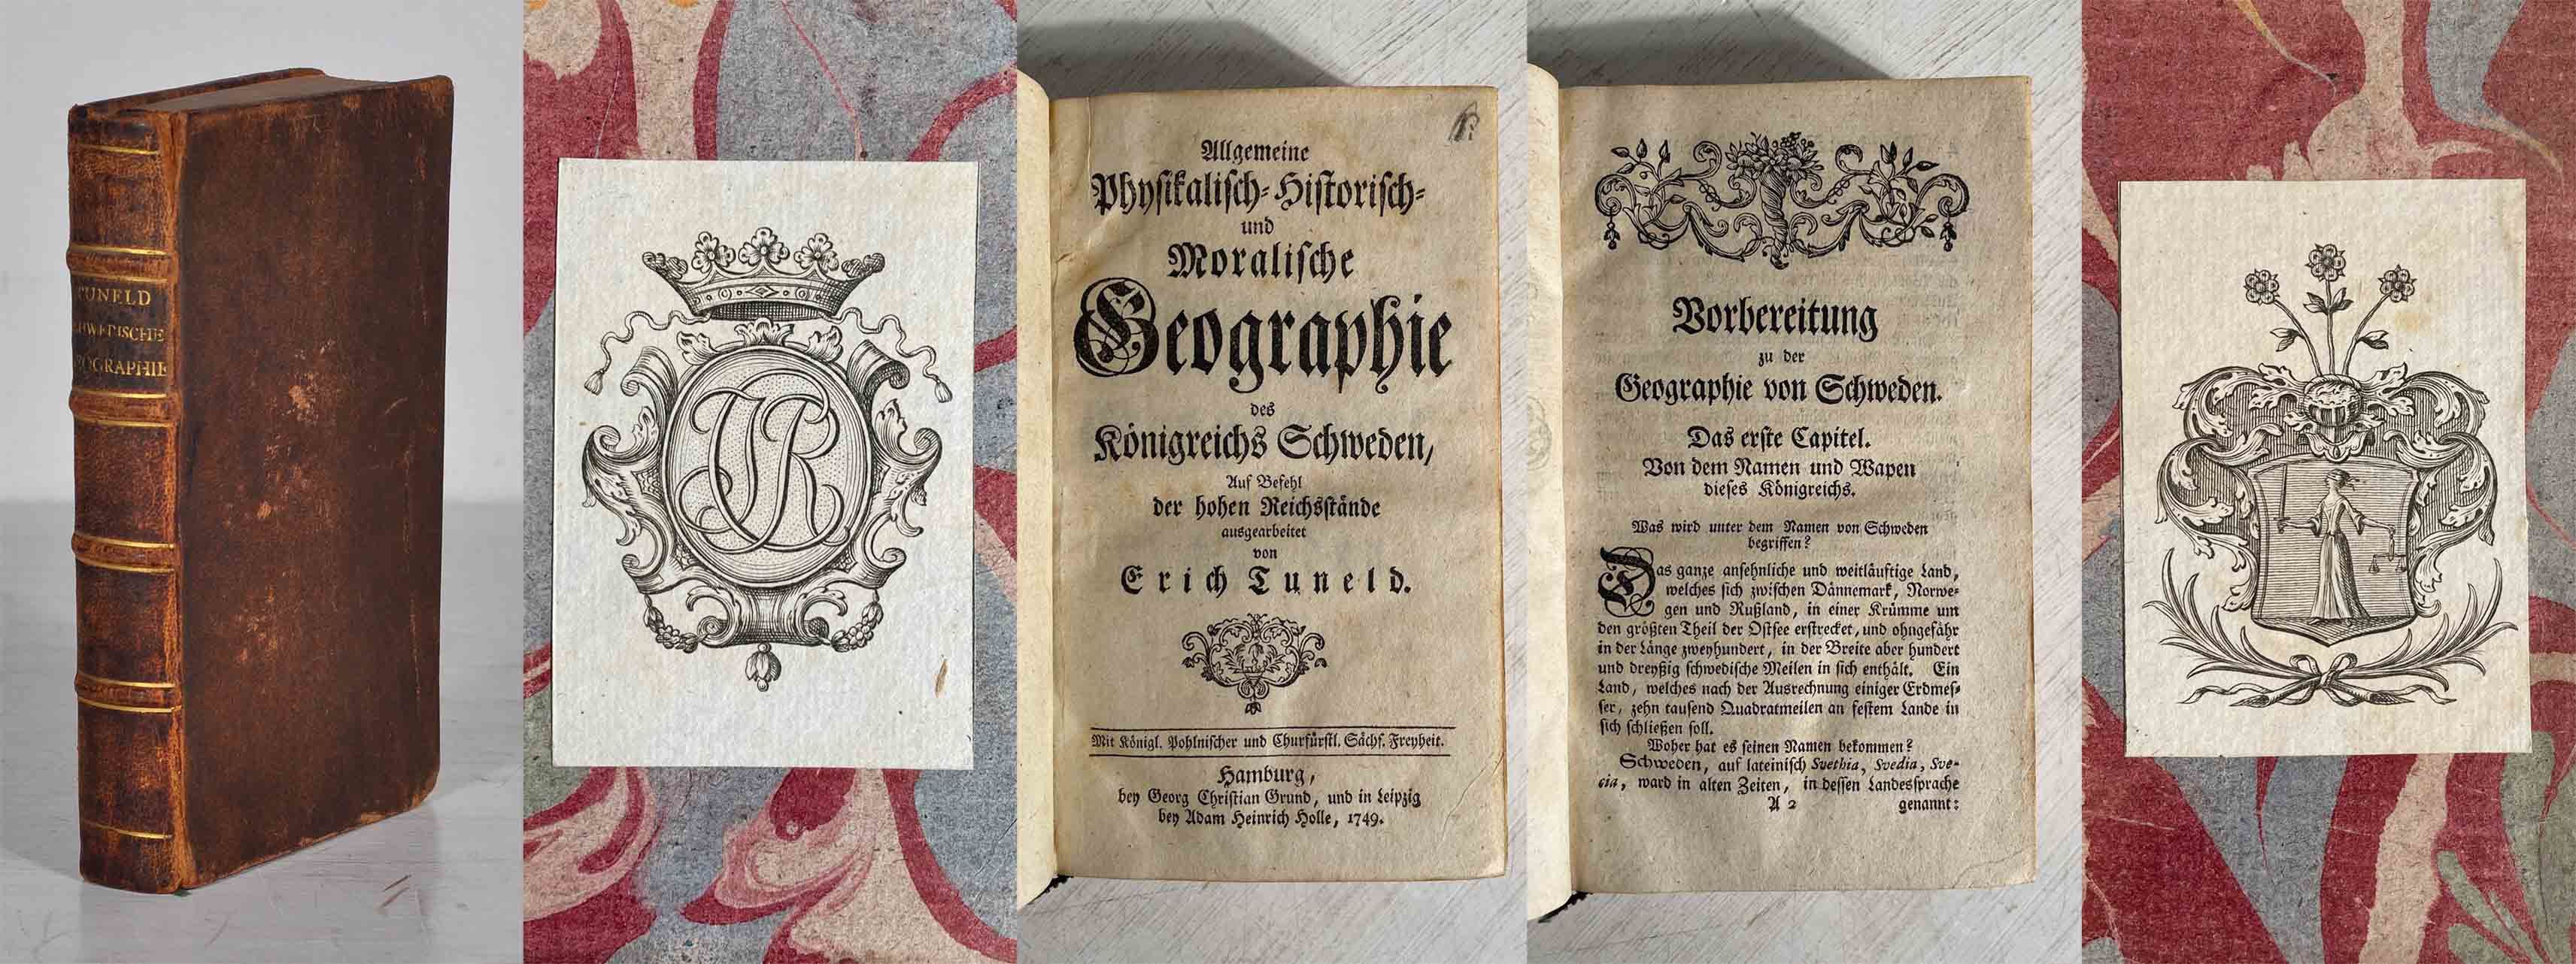 TUNELD
SCHWEDISCHE
GEOGRAPHIE
Allgemeine
Physikalisch-Historisch-
und
Moralische
Geographie
des
Königreichs Schweden,
Auf Befehl
der hohen Reichsstände
ausgearbeitet
von
Erich Tuneld.
Mit Königl. Pohlnischer und Churfürstl. Sächs. Freyheit.
Hamburg,
bey Georg Christian Grund, und in Leipzig
bey Adam Heinrich Holle, 1749.
Vorbereitung
zu der
Geographie von Schweden.
Das erste Capitel.
Von dem Namen und Wapen
dieses Königreichs.
Was wird unter dem Namen von Schweden
begriffen?
Das ganze ansehnliche und weitläuftige Land,
welches sich zwischen Dännemark, Norwe-
gen und Rußland, in einer Krümme um
den größten Theil der Ostsee erstrecket, und ohngefähr
in der Länge zweyhundert, in der Breite aber hundert
und dreyßig schwedische Meilen in sich enthält. Ein
Land, welches nach der Ausrechnung einiger Erdmes-
ser, zehn tausend Quadratmeilen an festem Lande in
sich schließen soll.
Woher hat es seinen Namen bekommen?
Schweden, auf lateinisch Svethia, Svedia, Sve-
cia, ward in alten Zeiten, in dessen Landessprache
A 2 genannt: